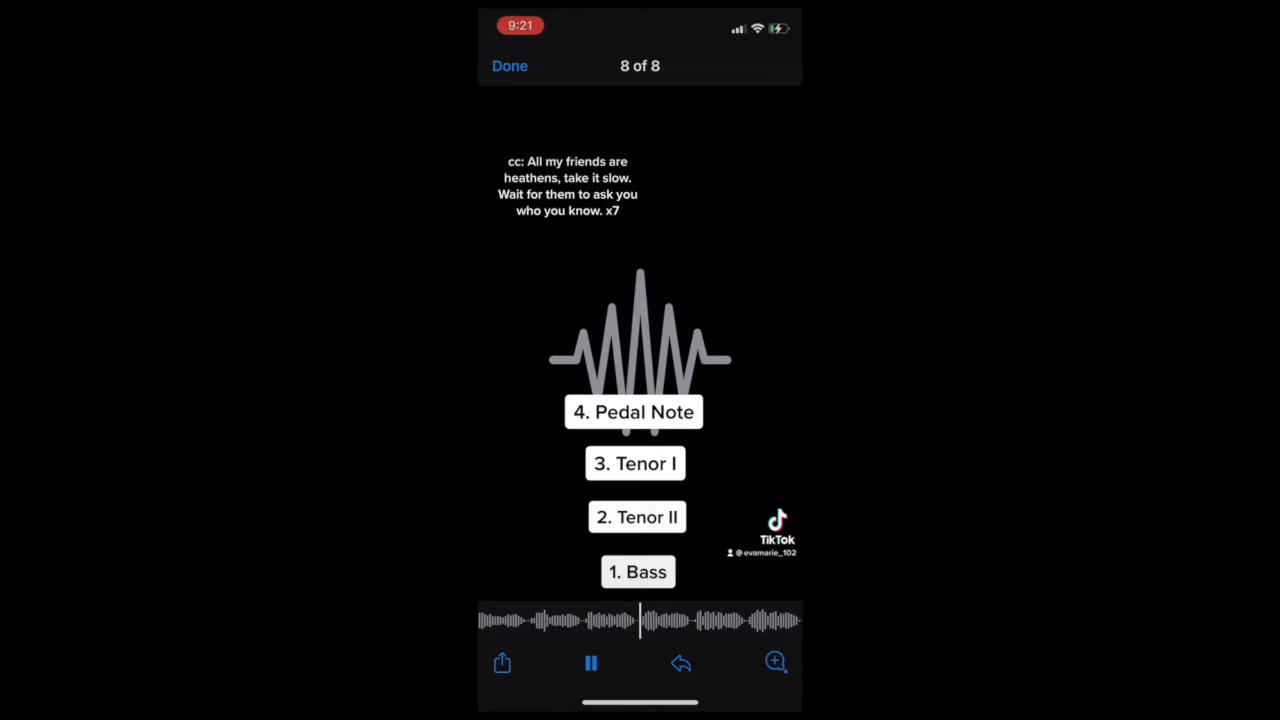 9:21
Done
8 of 8
cc: All my friends are
heathens, take it slow.
Wait for them to ask you
who you know. x7
4. Pedal Note
3. Tenor I
2. Tenor II
1. Bass
TikTok
@evamarie_102